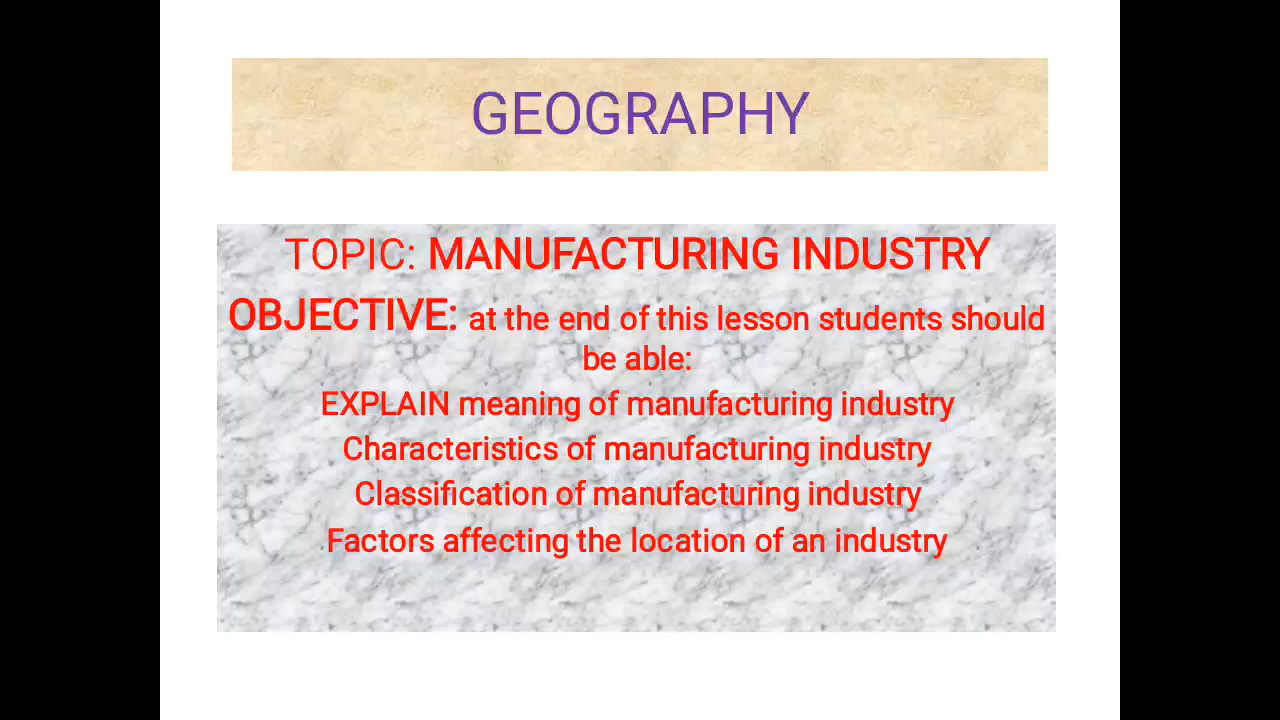 GEOGRAPHY
TOPIC: MANUFACTURING INDUSTRY
OBJECTIVE: at the end of this lesson students should
be able:
EXPLAIN meaning of manufacturing industry
Characteristics of manufacturing industry
Classification of manufacturing industry
Factors affecting the location of an industry